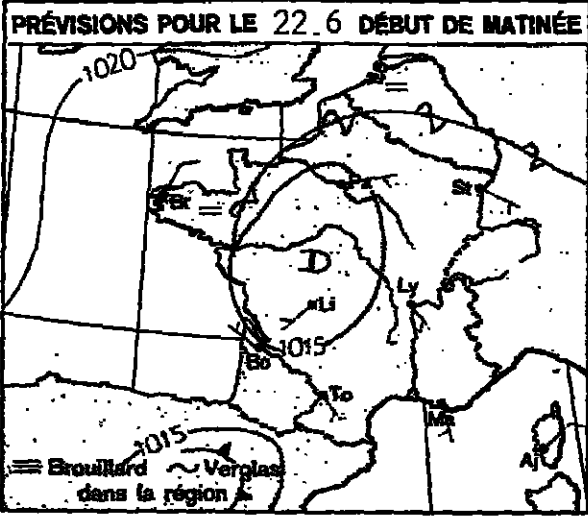 PRÉVISIONS POUR LE 22.6 DÉBUT DE MATINÉE
1020
Br
St
D
Ly
Li
1015
Bo
To
Ma
1015
Aj
Brouillard Verglas
dans la région